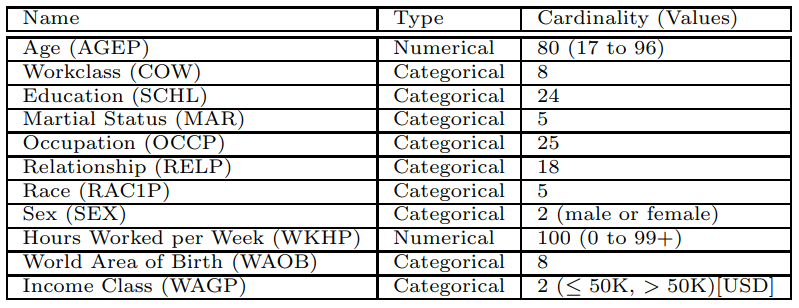 Name Type Cardinality (Values)
Age (AGEP) Numerical 80 (17 to 96)
Workclass (COW) Categorical 8
Education (SCHL) Categorical 24
Martial Status (MAR) Categorical 5
Occupation (OCCP) Categorical 25
Relationship (RELP) Categorical 18
Race (RAC1P) Categorical 5
Sex (SEX) Categorical 2 (male or female)
Hours Worked per Week (WKHP) Numerical 100 (0 to 99+)
World Area of Birth (WAOB) Categorical 8
Income Class (WAGP) Categorical 2 (≤ 50K, > 50K)[USD]